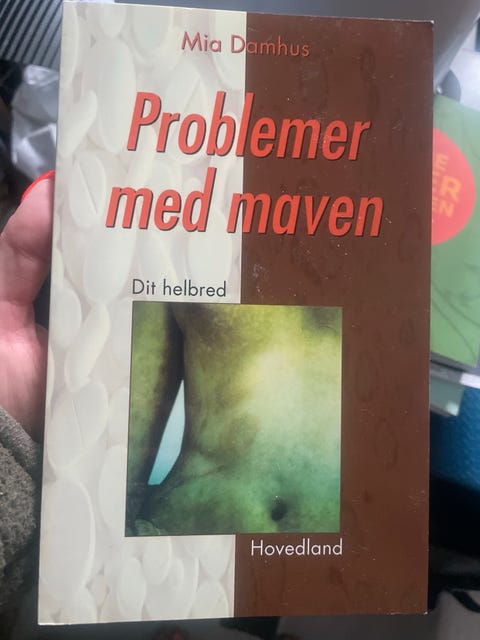 Mia Damhus
Problemer
med maven
Dit helbred
Hovedland